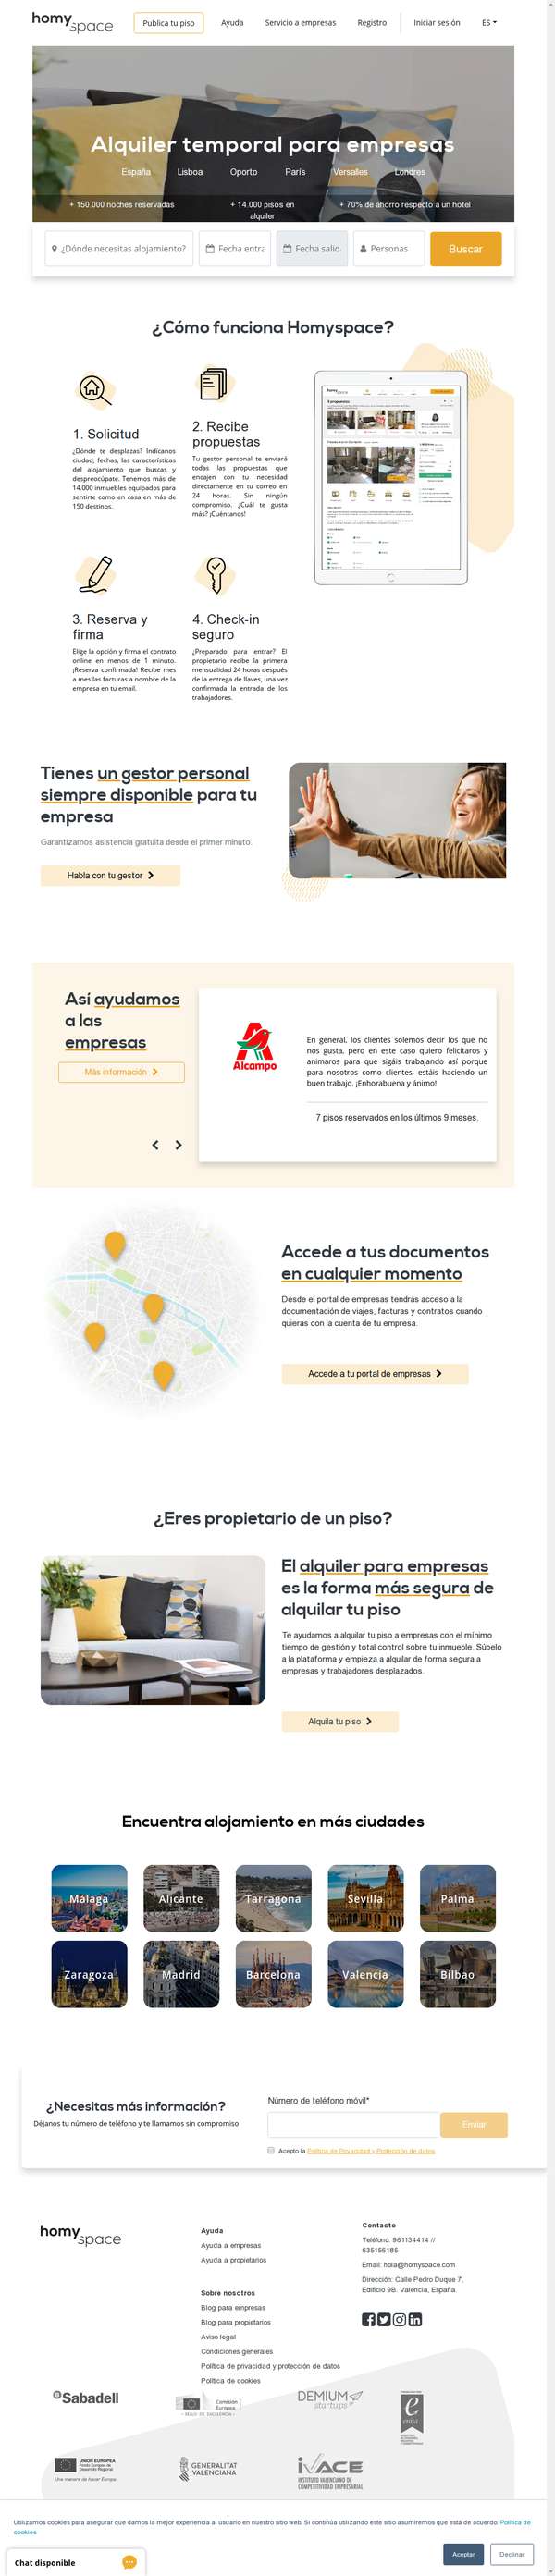 homyspace
Publica tu piso
Ayuda
Servicio a empresas
Registro
Iniciar sesión
ES
Alquiler temporal para empresas
España Lisboa Oporto París Versalles Londres
+ 150.000 noches reservadas
+ 14.000 pisos en
alquiler
+ 70% de ahorro respecto a un hotel
¿Dónde necesitas alojamiento?
Fecha entra
Fecha salid.
Personas
Buscar
¿Cómo funciona Homyspace?
1. Solicitud
¿Dónde te desplazas? Indícanos
ciudad, fechas, las características
del alojamiento que buscas y
despreocúpate. Tenemos más de
14.000 inmuebles equipados para
sentirte como en casa en más de
150 destinos.
2. Recibe
propuestas
Tu gestor personal te enviará
todas las propuestas que
encajen con tu necesidad
directamente en tu correo en
24 horas. Sin ningún
compromiso. ¿Cuál te gusta
más? ¡Cuéntanos!
3. Reserva y
firma
Elige la opción y firma el contrato
online en menos de 1 minuto.
¡Reserva confirmada! Recibe mes
a mes las facturas a nombre de la
empresa en tu email.
4. Check-in
seguro
¿Preparado para entrar? El
propietario recibe la primera
mensualidad 24 horas después
de la entrega de llaves, una vez
confirmada la entrada de los
trabajadores.
Tienes un gestor personal
siempre disponible para tu
empresa
Garantizamos asistencia gratuita desde el primer minuto.
Habla con tu gestor
Así ayudamos
a las
empresas
Más información
Alcampo
En general, los clientes solemos decir los que no
nos gusta, pero en este caso quiero felicitaros y
animaros para que sigáis trabajando así porque
para nosotros como clientes, estáis haciendo un
buen trabajo. ¡Enhorabuena y ánimo!
7 pisos reservados en los últimos 9 meses.
Accede a tus documentos
en cualquier momento
Desde el portal de empresas tendrás acceso a la
documentación de viajes, facturas y contratos cuando
quieras con la cuenta de tu empresa.
Accede a tu portal de empresas
¿Eres propietario de un piso?
El alquiler para empresas
es la forma más segura de
alquilar tu piso
Te ayudamos a alquilar tu piso a empresas con el mínimo
tiempo de gestión y total control sobre tu inmueble. Súbelo
a la plataforma y empieza a alquilar de forma segura a
empresas y trabajadores desplazados.
Alquila tu piso
Encuentra alojamiento en más ciudades
Málaga
Alicante
Tarragona
Sevilla
Palma
Zaragoza
Madrid
Barcelona
Valencia
Bilbao
¿Necesitas más información?
Déjanos tu número de teléfono y te llamamos sin compromiso
Número de teléfono móvil*
Enviar
Acepto la Política de Privacidad y Protección de datos
homyspace
Ayuda
Ayuda a empresas
Ayuda a propietarios
Sobre nosotros
Blog para empresas
Blog para propietarios
Aviso legal
Condiciones generales
Política de privacidad y protección de datos
Política de cookies
Contacto
Teléfono: 961134414 //
635156185
Email: hola@homyspace.com
Dirección: Calle Pedro Duque 7,
Edificio 9B. Valencia, España.
Sabadell
Comisión
Europea
SELLO DE EXCELENCIA
DEMIUM
startups
e
enisa
UNIÓN EUROPEA
Fondo Europeo de
Desarrollo Regional
Una manera de hacer Europa
GENERALITAT
VALENCIANA
iVACE
INSTITUTO VALENCIANO DE
COMPETITIVIDAD EMPRESARIAL
Utilizamos cookies para asegurar que damos la mejor experiencia al usuario en nuestro sitio web. Si continúa utilizando este sitio asumiremos que está de acuerdo. Política de
cookies
Aceptar
Declinar
Chat disponible